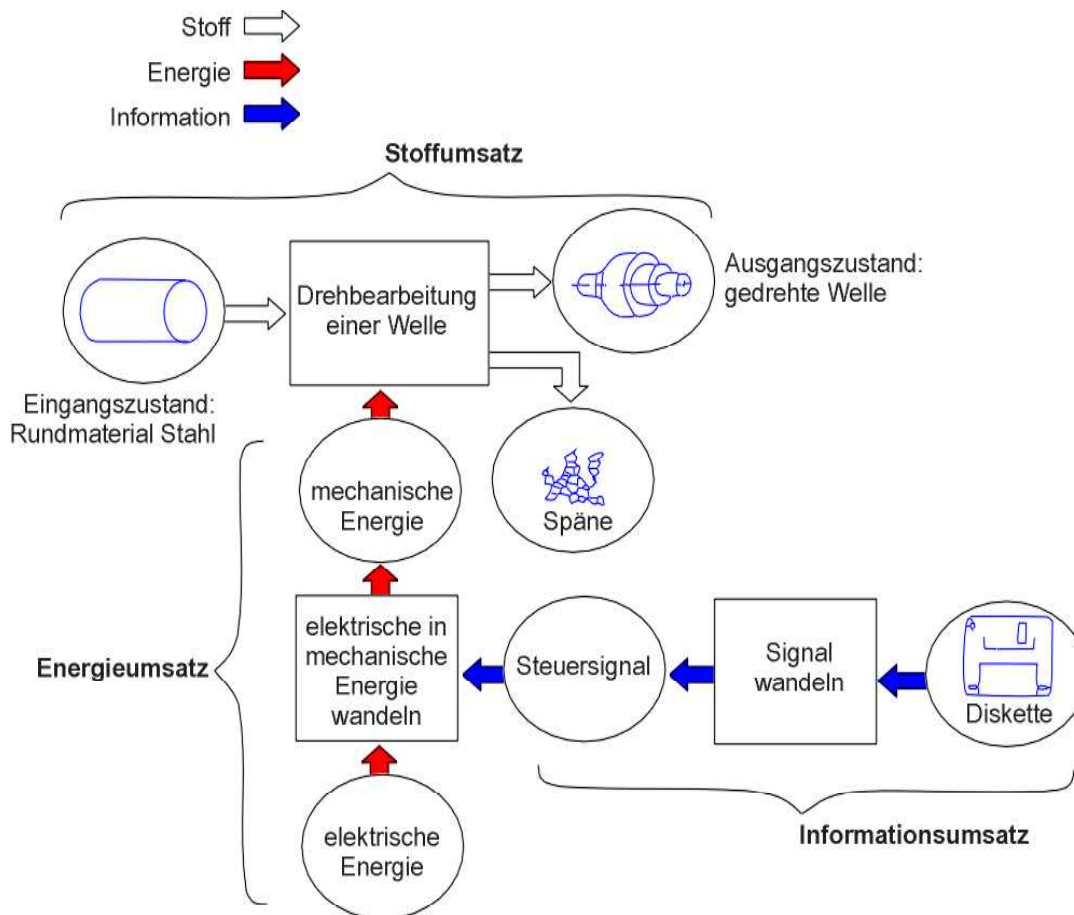 Stoff
Energie
Information
Stoffumsatz
Drehbearbeitung
einer Welle
Ausgangszustand:
gedrehte Welle
Eingangszustand:
Rundmaterial Stahl
mechanische
Energie
Späne
Energieumsatz
elektrische in
mechanische
Energie
wandeln
Steuersignal
Signal
wandeln
Diskette
elektrische
Energie
Informationsumsatz